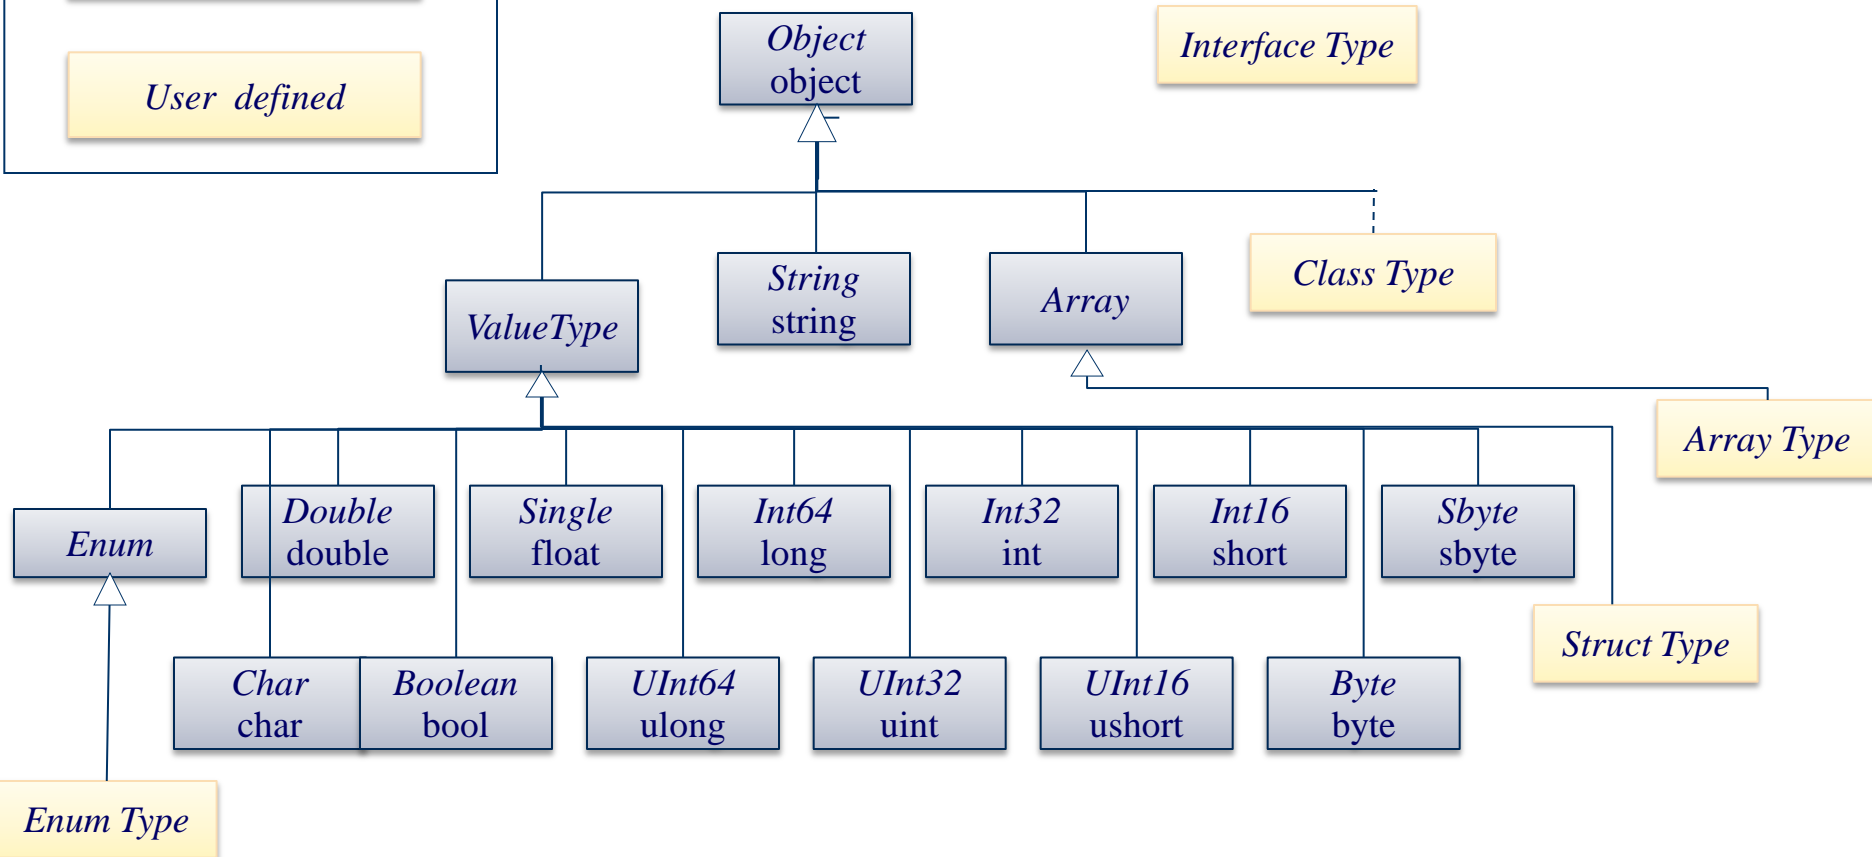 Object
object
Interface Type
User defined
String
string
Array
Class Type
ValueType
Array Type
Enum
Double
double
Single
float
Int64
long
Int32
int
Int16
short
Sbyte
sbyte
Struct Type
Char
char
Boolean
bool
UInt64
ulong
UInt32
uint
UInt16
ushort
Byte
byte
Enum Type